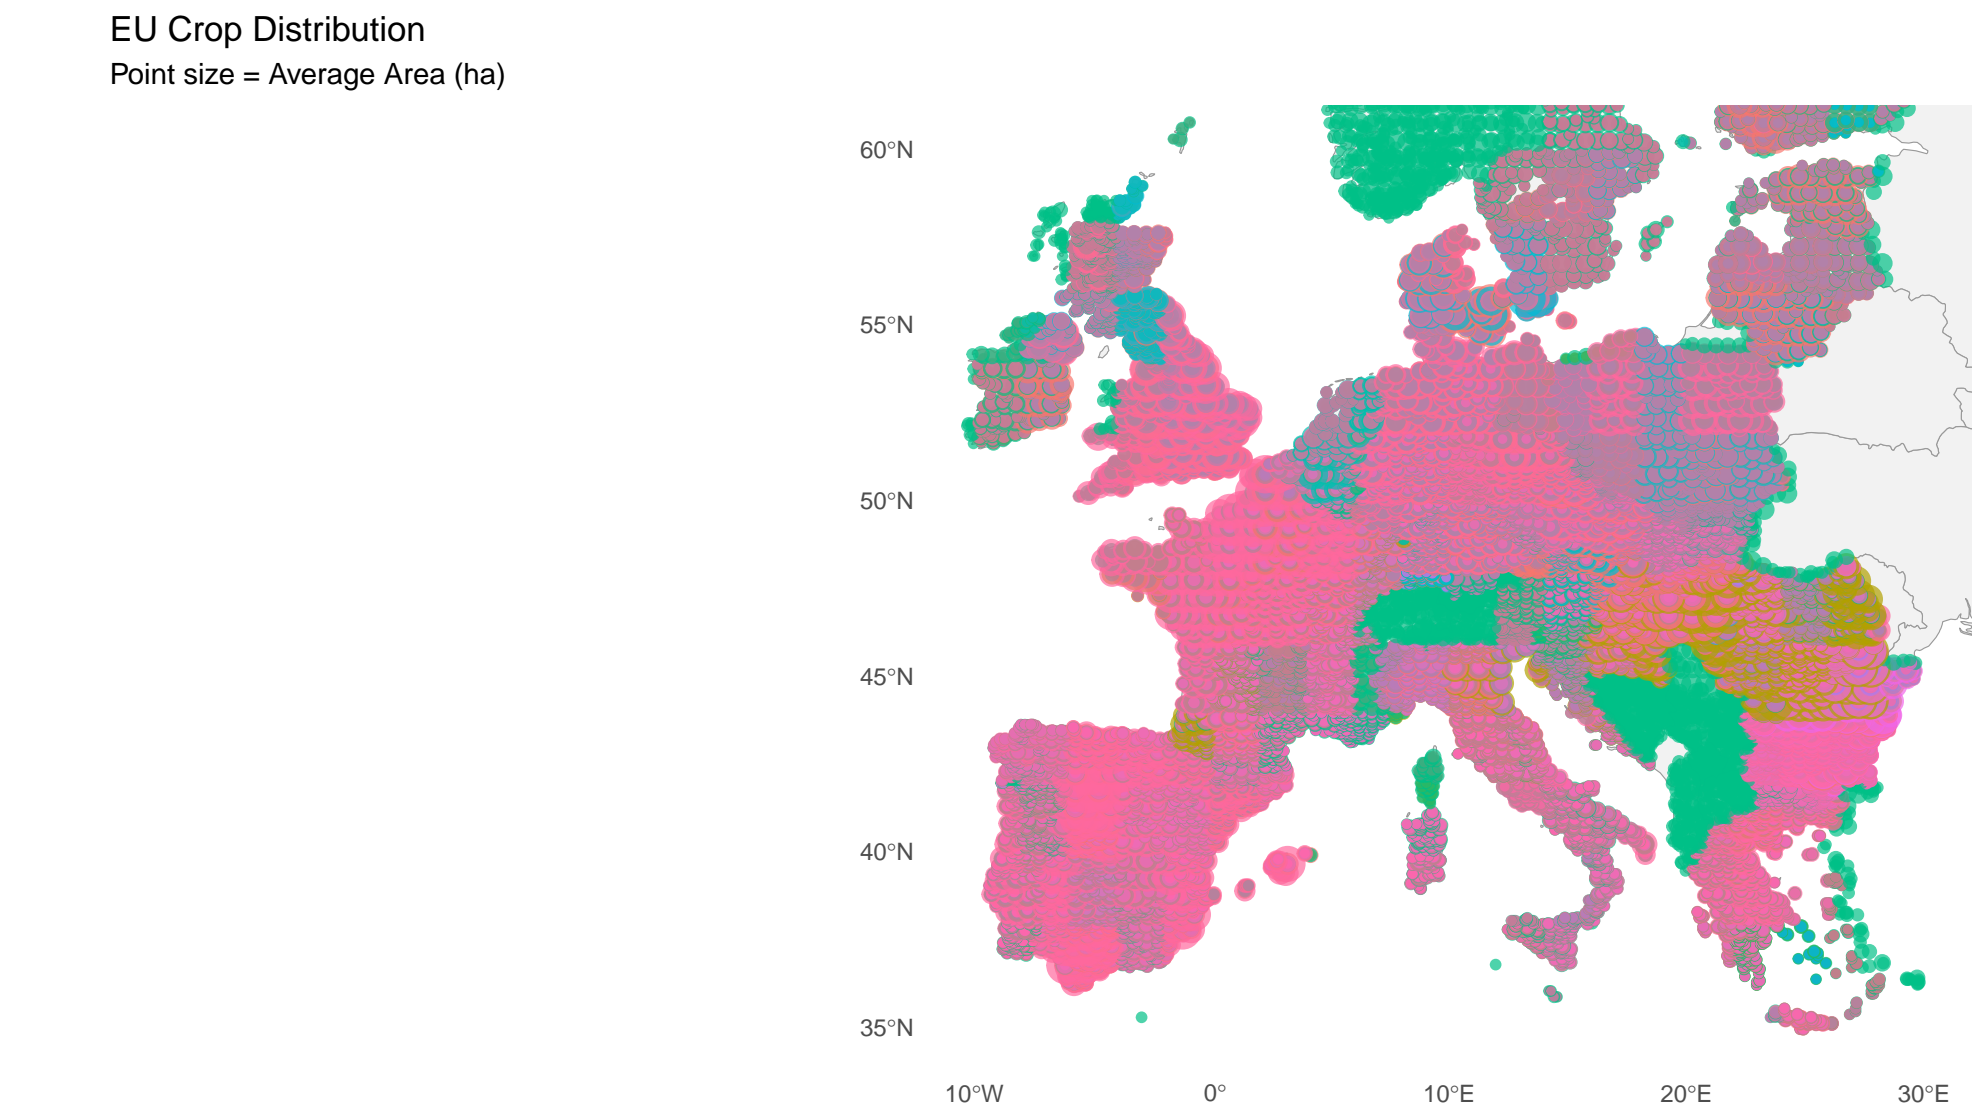 EU Crop Distribution
Point size = Average Area (ha)
60°N
55°N
50°N
45°N
40°N
35°N
10°W 0° 10°E 20°E 30°E